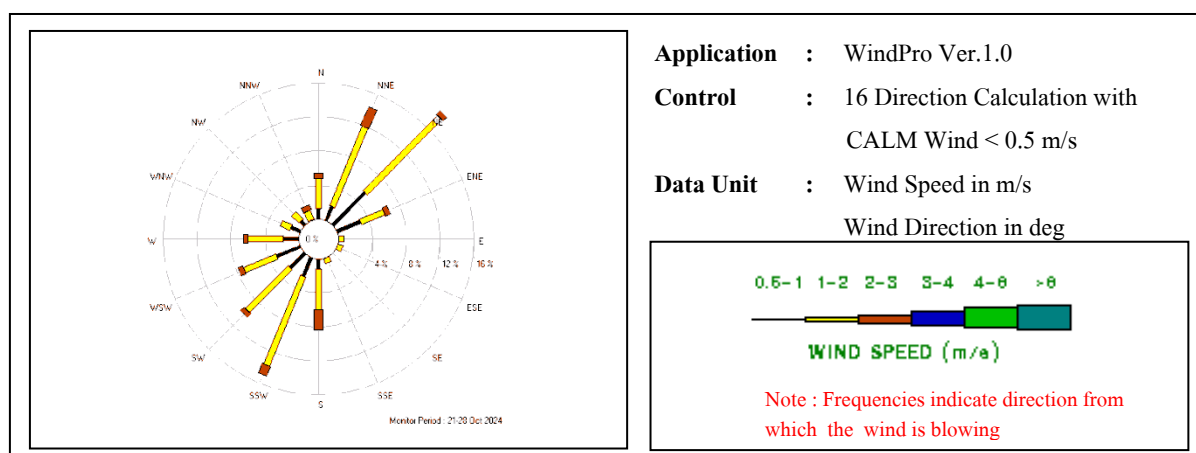 N
NNW
NNE
NW
NE
WNW
ENE
W
0 %
E
4 %
8 %
12 %
16 %
WSW
ESE
SW
SE
SSW
SSE
S
Monitor Period : 21-28 Oct 2024
Application : WindPro Ver.1.0
Control : 16 Direction Calculation with
CALM Wind < 0.5 m/s
Data Unit : Wind Speed in m/s
Wind Direction in deg
0.5-1 1-2 2-3 3-4 4-6 >6
WIND SPEED (m/s)
Note : Frequencies indicate direction from
which the wind is blowing